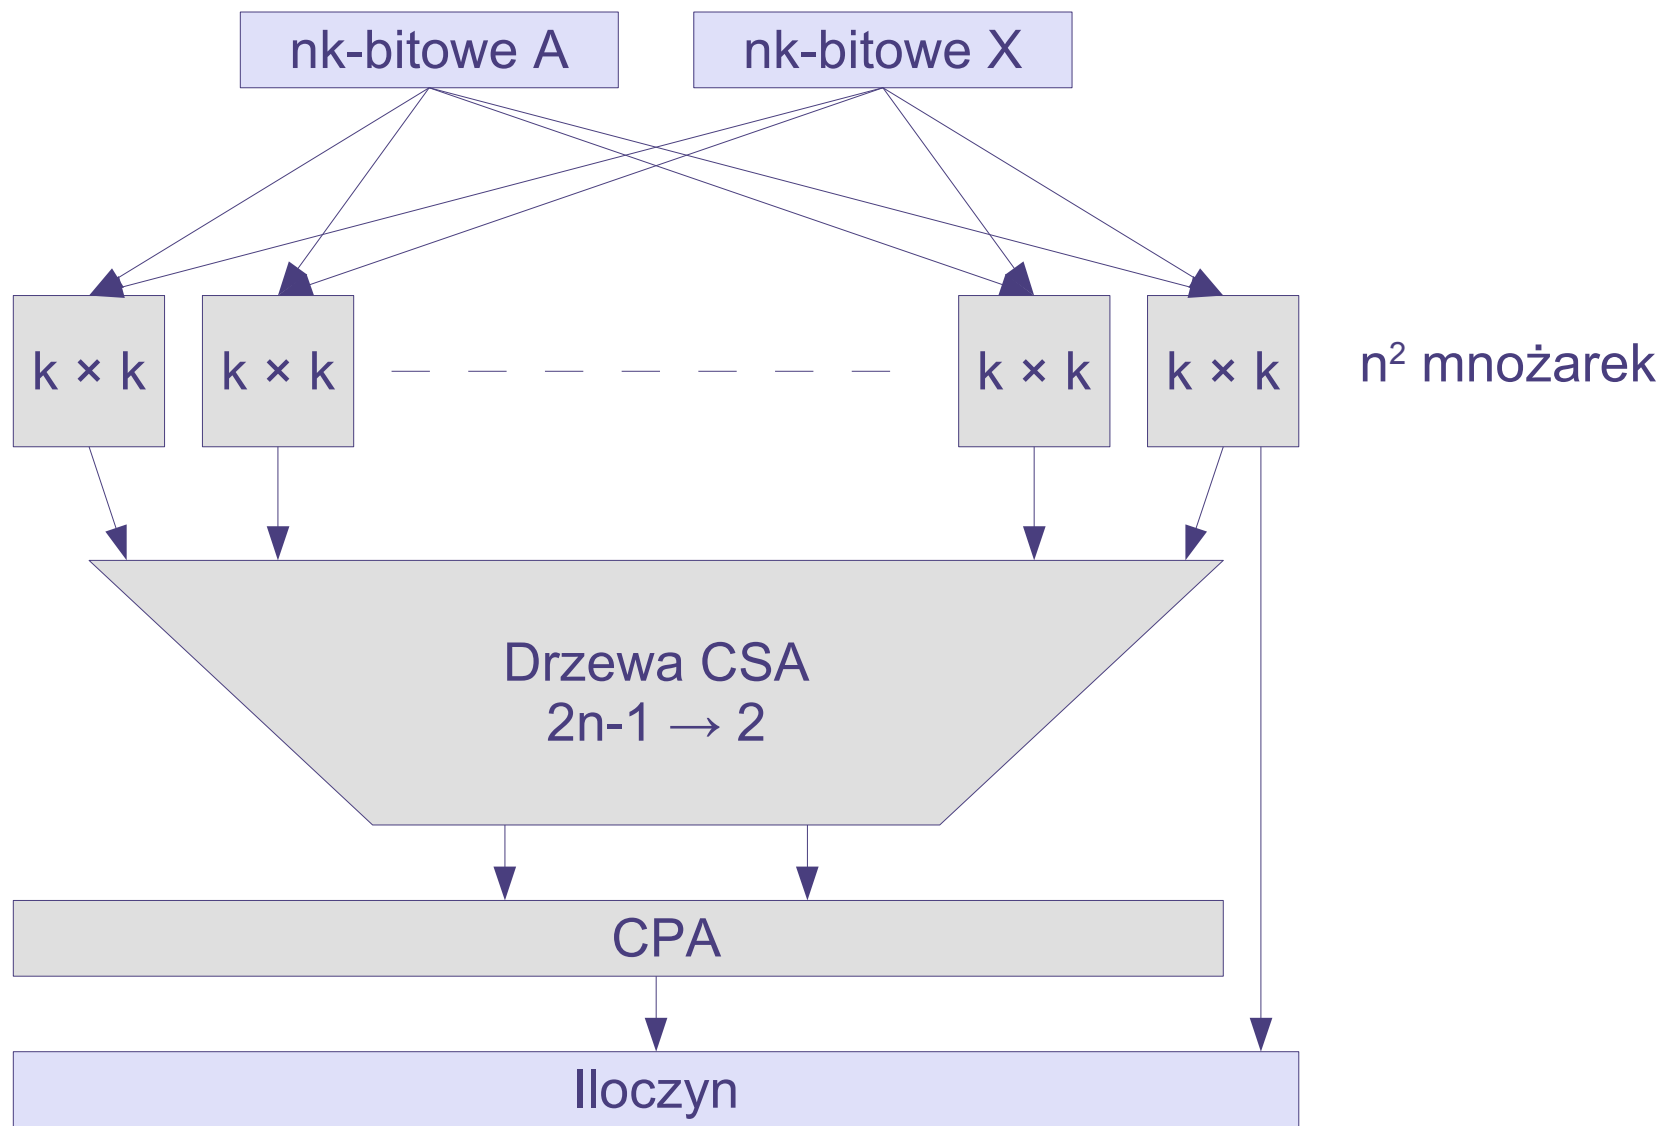 nk-bitowe A
nk-bitowe X
k × k
k × k
k × k
k × k
n² mnożarek
Drzewa CSA
2n-1 → 2
CPA
Iloczyn